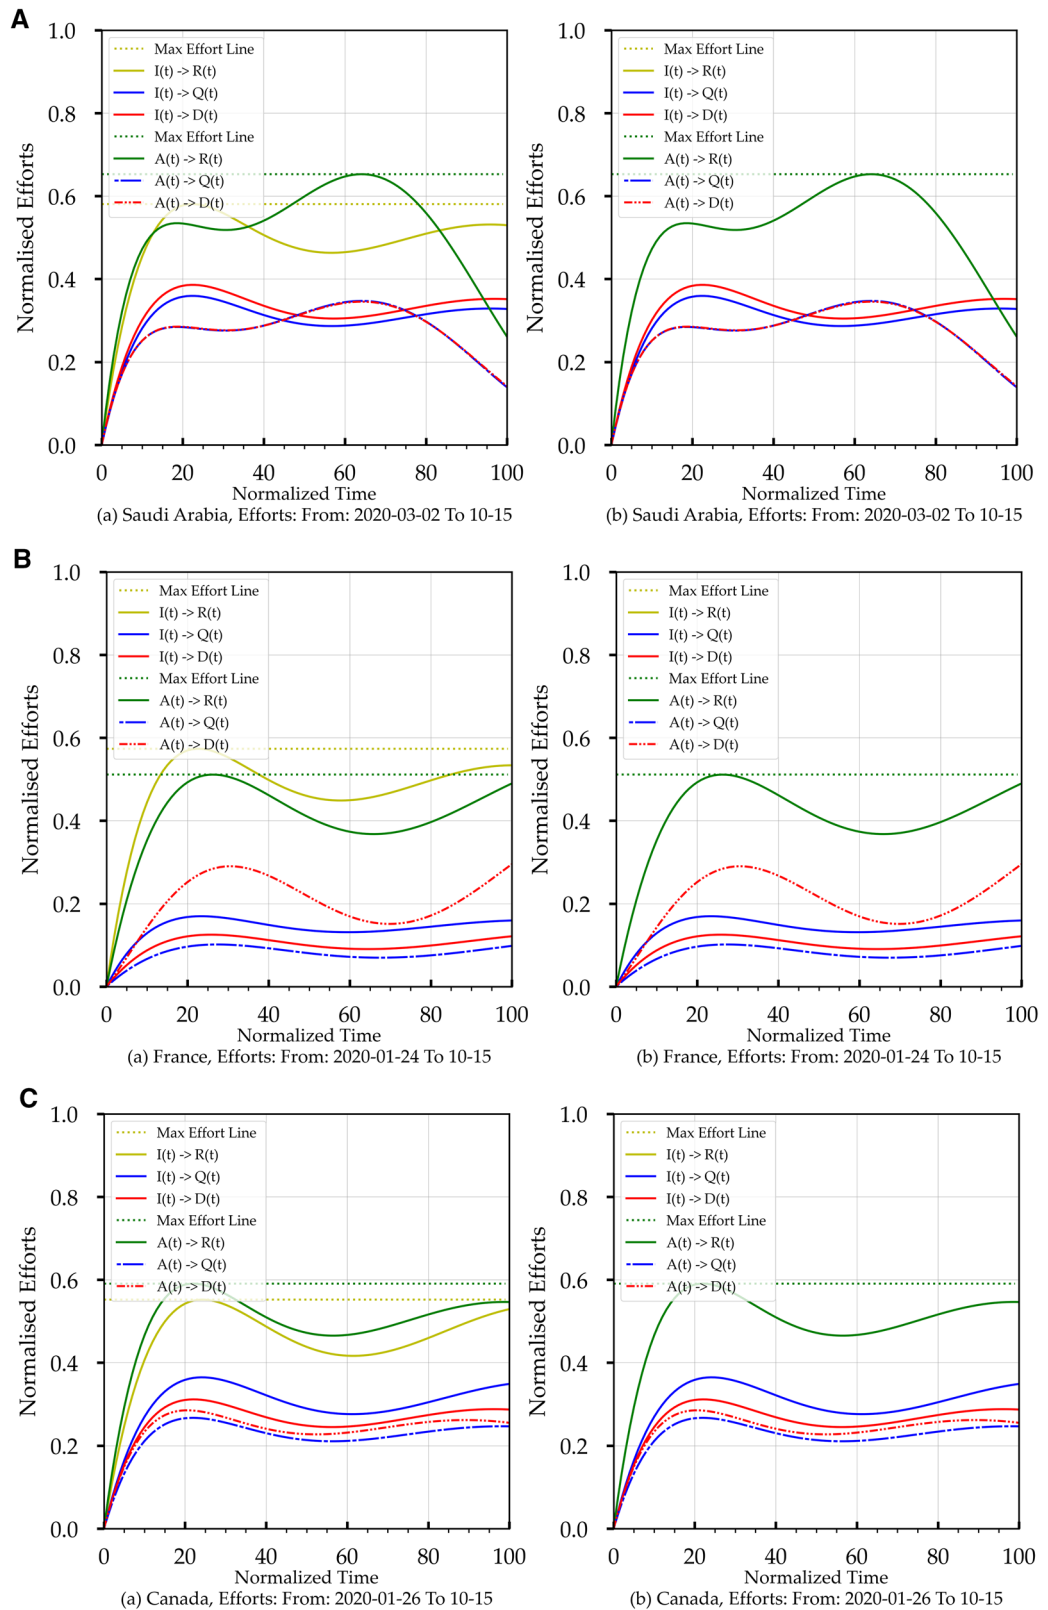 A
1.0
0.8
0.6
0.4
0.2
0.0
Normalised Efforts
Max Effort Line
I(t) -> R(t)
I(t) -> Q(t)
I(t) -> D(t)
Max Effort Line
A(t) -> R(t)
A(t) -> Q(t)
A(t) -> D(t)
0 20 40 60 80 100
Normalized Time
(a) Saudi Arabia, Efforts: From: 2020-03-02 To 10-15
1.0
0.8
0.6
0.4
0.2
0.0
Normalised Efforts
Max Effort Line
I(t) -> R(t)
I(t) -> Q(t)
I(t) -> D(t)
Max Effort Line
A(t) -> R(t)
A(t) -> Q(t)
A(t) -> D(t)
0 20 40 60 80 100
Normalized Time
(b) Saudi Arabia, Efforts: From: 2020-03-02 To 10-15
B
1.0
0.8
0.6
0.4
0.2
0.0
Normalised Efforts
Max Effort Line
I(t) -> R(t)
I(t) -> Q(t)
I(t) -> D(t)
Max Effort Line
A(t) -> R(t)
A(t) -> Q(t)
A(t) -> D(t)
0 20 40 60 80 100
Normalized Time
(a) France, Efforts: From: 2020-01-24 To 10-15
1.0
0.8
0.6
0.4
0.2
0.0
Normalised Efforts
Max Effort Line
I(t) -> R(t)
I(t) -> Q(t)
I(t) -> D(t)
Max Effort Line
A(t) -> R(t)
A(t) -> Q(t)
A(t) -> D(t)
0 20 40 60 80 100
Normalized Time
(b) France, Efforts: From: 2020-01-24 To 10-15
C
1.0
0.8
0.6
0.4
0.2
0.0
Normalised Efforts
Max Effort Line
I(t) -> R(t)
I(t) -> Q(t)
I(t) -> D(t)
Max Effort Line
A(t) -> R(t)
A(t) -> Q(t)
A(t) -> D(t)
0 20 40 60 80 100
Normalized Time
(a) Canada, Efforts: From: 2020-01-26 To 10-15
1.0
0.8
0.6
0.4
0.2
0.0
Normalised Efforts
Max Effort Line
I(t) -> R(t)
I(t) -> Q(t)
I(t) -> D(t)
Max Effort Line
A(t) -> R(t)
A(t) -> Q(t)
A(t) -> D(t)
0 20 40 60 80 100
Normalized Time
(b) Canada, Efforts: From: 2020-01-26 To 10-15